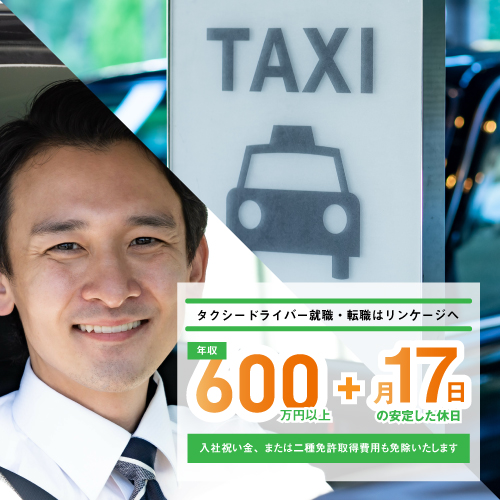 TAXI
タクシードライバー就職・転職はリンケージへ
年収
600万円以上
+
月17日の安定した休日
入社祝い金、または二種免許取得費用も免除いたします